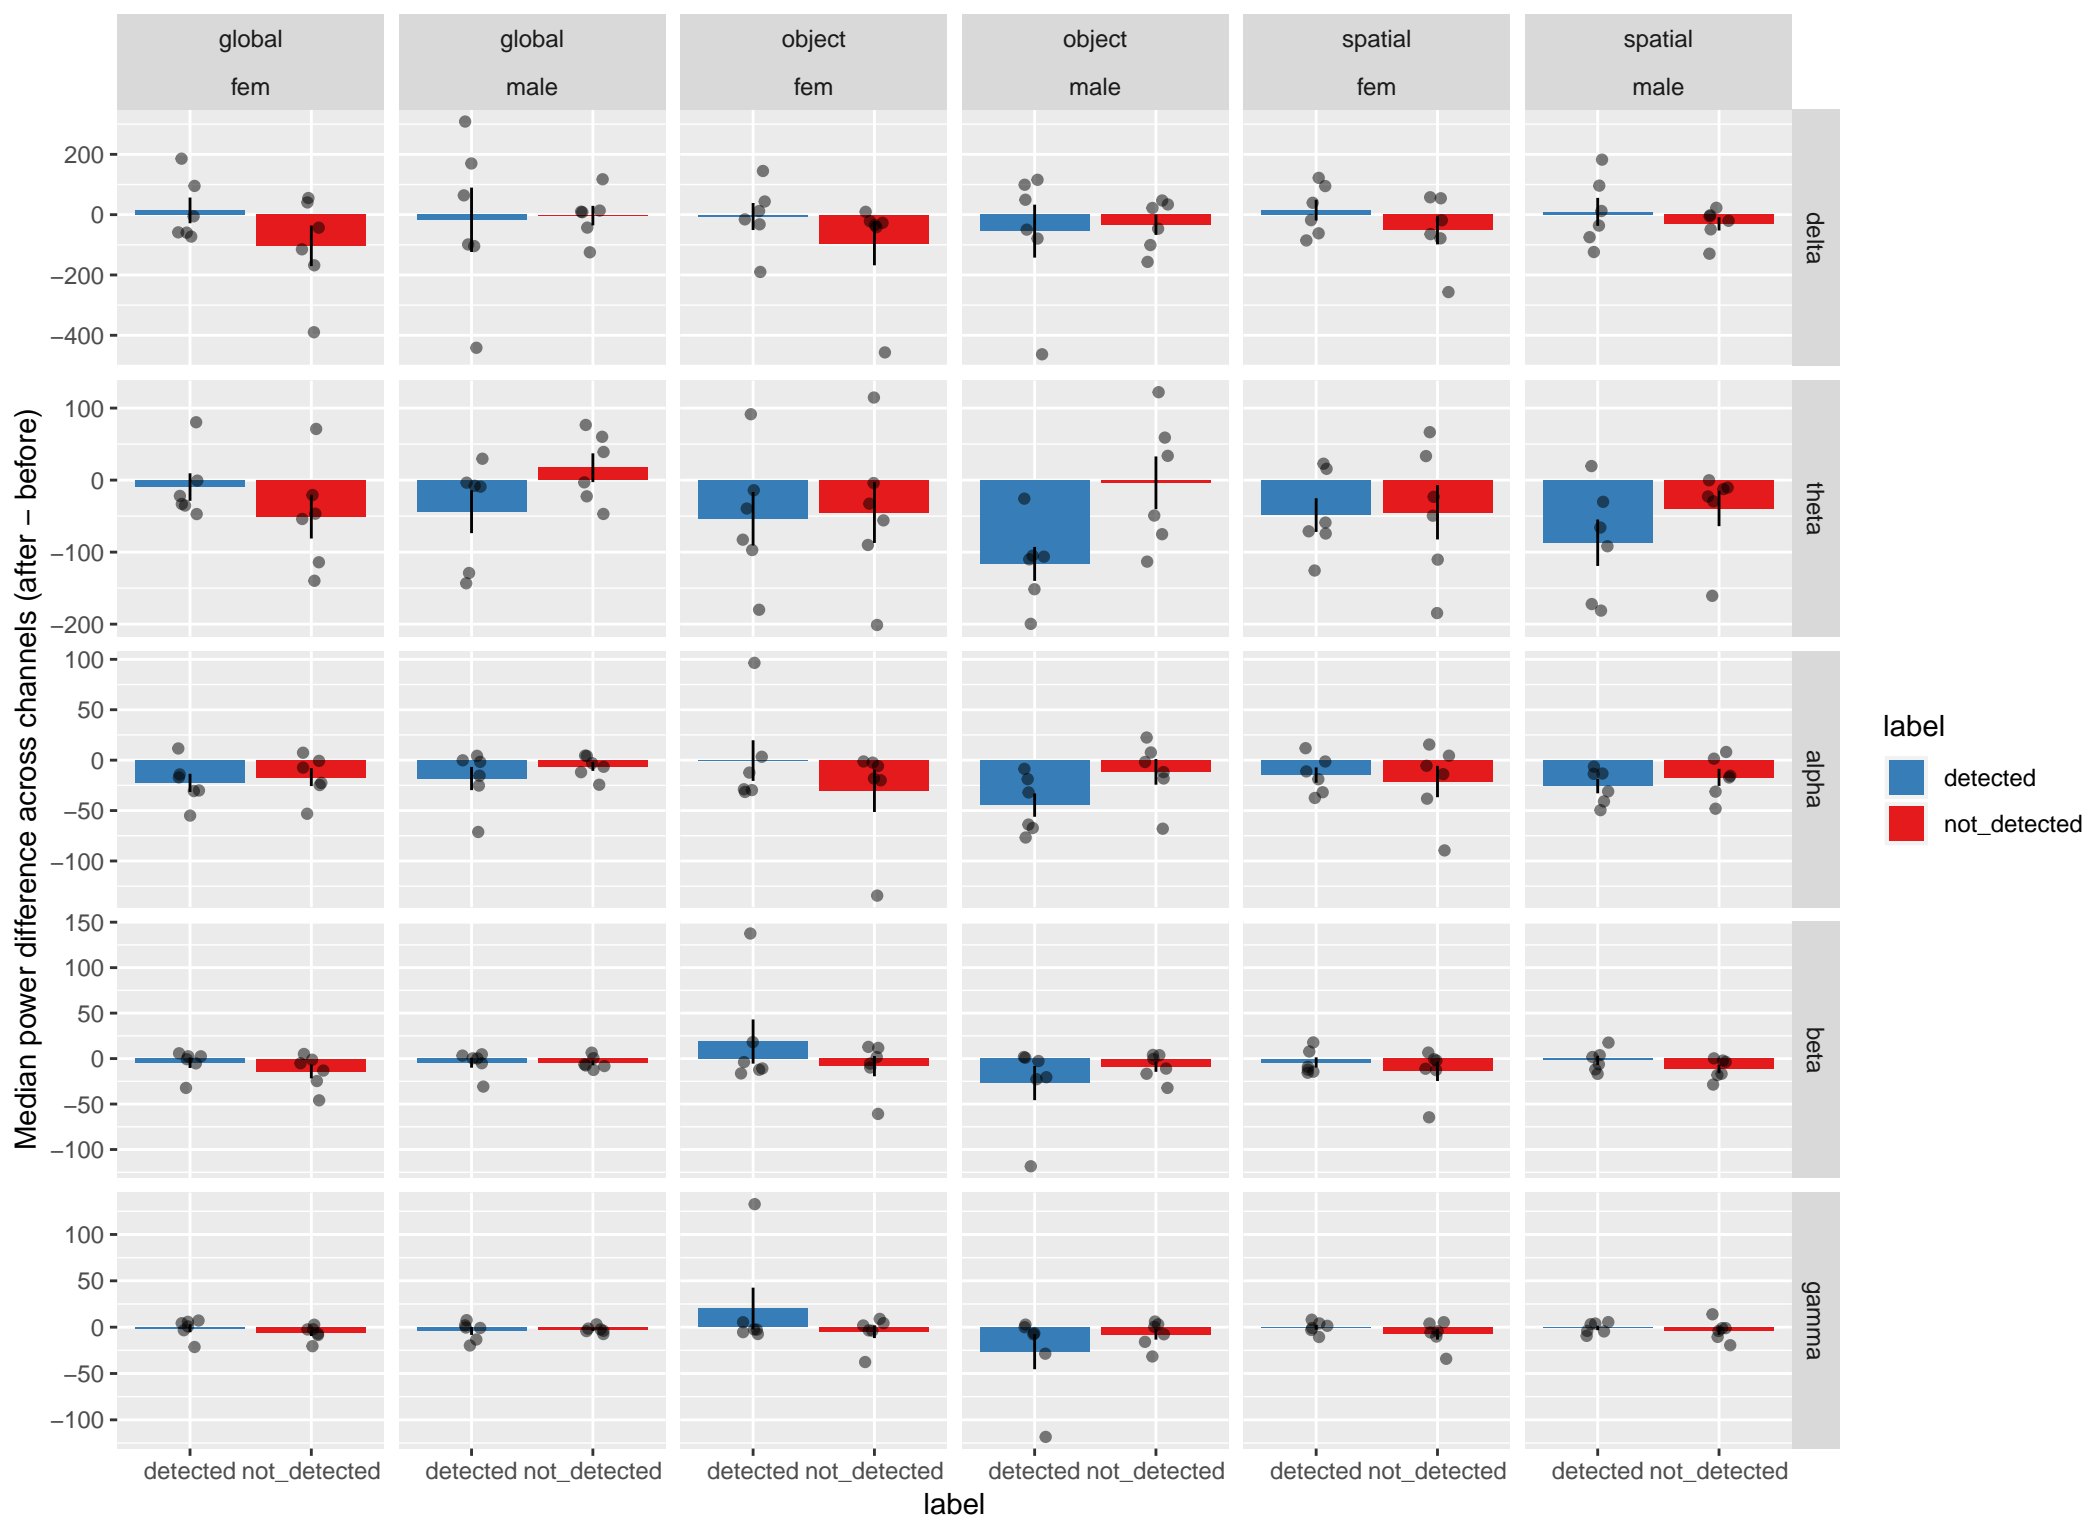 global global object object spatial spatial
fem male fem male fem male
200
0
−200
−400
delta
100
0
−100
−200
theta
100
50
0
−50
−100
alpha
150
100
50
0
−50
−100
beta
100
50
0
−50
−100
gamma
Median power difference across channels (after − before)
detected not_detected detected not_detected detected not_detected detected not_detected detected not_detected detected not_detected
label
label
detected
not_detected